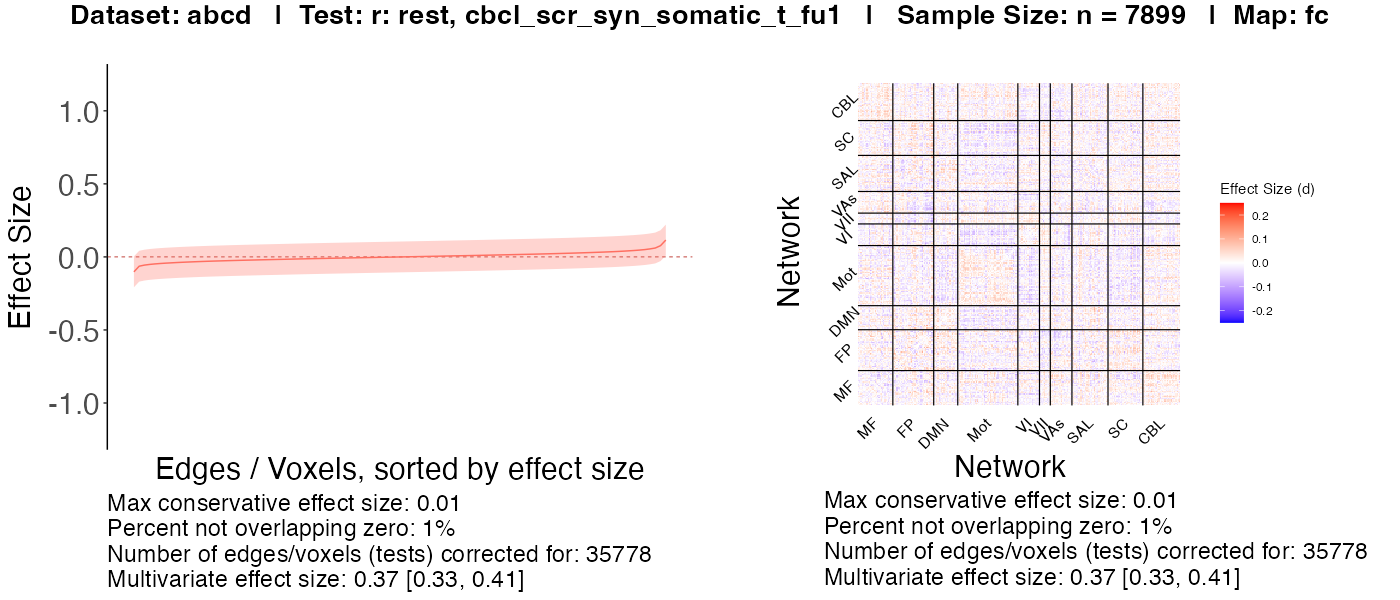 Dataset: abcd | Test: r: rest, cbcl_scr_syn_somatic_t_fu1 | Sample Size: n = 7899 | Map: fc
Effect Size
1.0
0.5
0.0
-0.5
-1.0
Edges / Voxels, sorted by effect size
Max conservative effect size: 0.01
Percent not overlapping zero: 1%
Number of edges/voxels (tests) corrected for: 35778
Multivariate effect size: 0.37 [0.33, 0.41]
Network
CBL
SC
SAL
VAs
VII
VI
Mot
DMN
FP
MF
MF
FP
DMN
Mot
VI
VII
VAs
SAL
SC
CBL
Network
Effect Size (d)
0.2
0.1
0.0
-0.1
-0.2
Max conservative effect size: 0.01
Percent not overlapping zero: 1%
Number of edges/voxels (tests) corrected for: 35778
Multivariate effect size: 0.37 [0.33, 0.41]